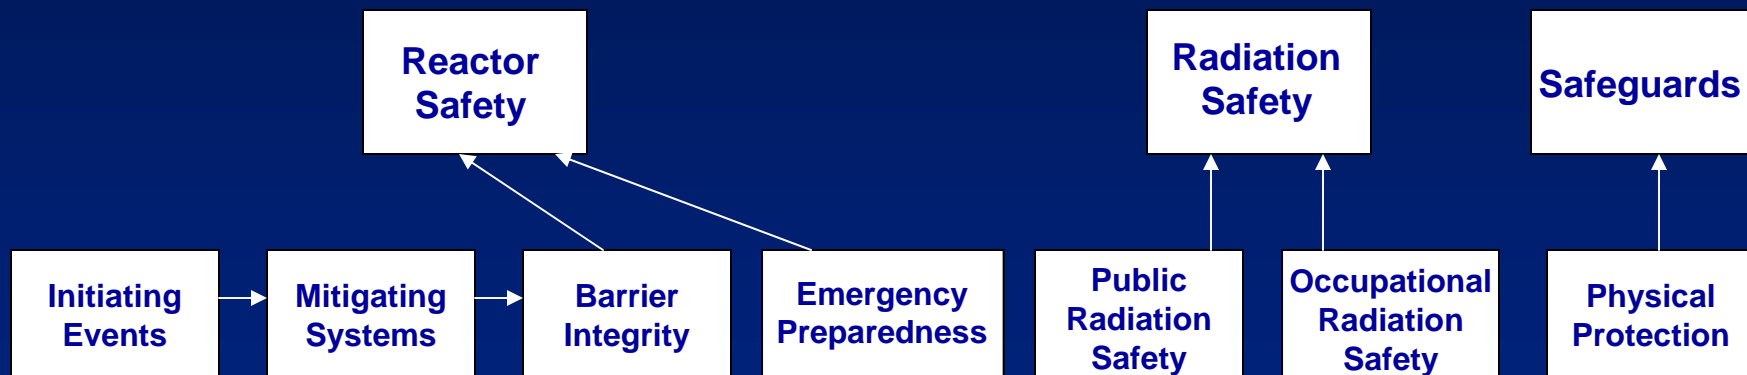 Reactor
Safety
Radiation
Safety
Safeguards
Initiating
Events
Mitigating
Systems
Barrier
Integrity
Emergency
Preparedness
Public
Radiation
Safety
Occupational
Radiation
Safety
Physical
Protection